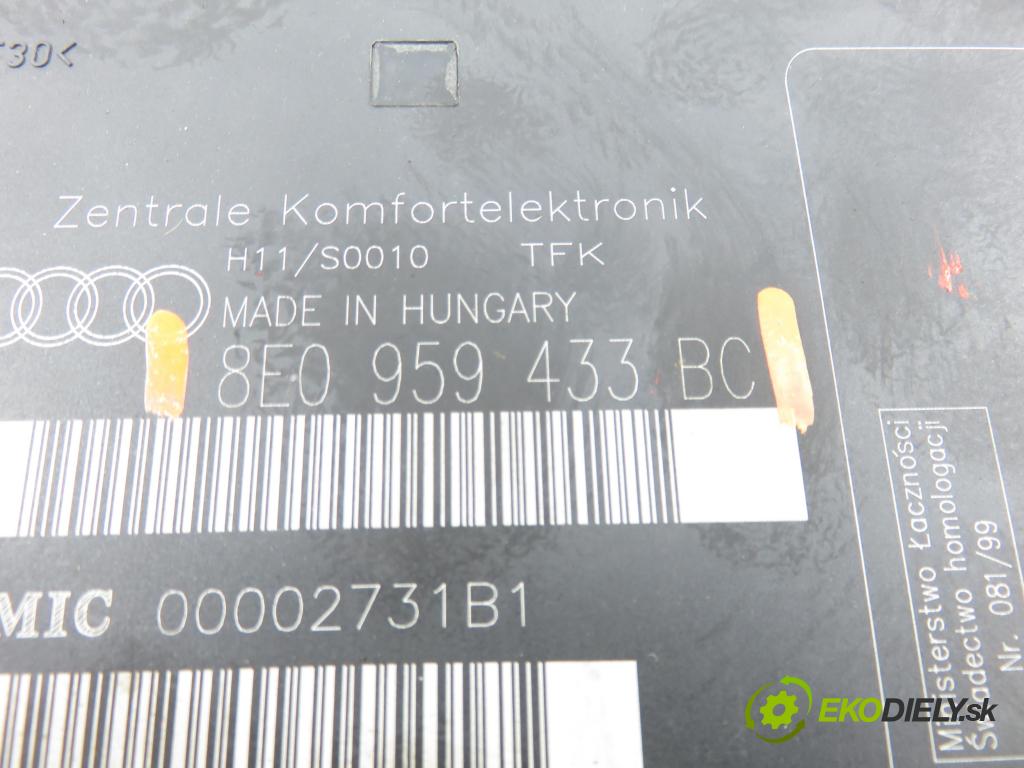 30<
Zentrale Komfortelektronik
H11/S0010 TFK
MADE IN HUNGARY
8E0 959 433 BC
MIC 00002731B1
Ministerstwo Łączności
Świadectwo homologacji
Nr. 081/99
EKODIELY.sk